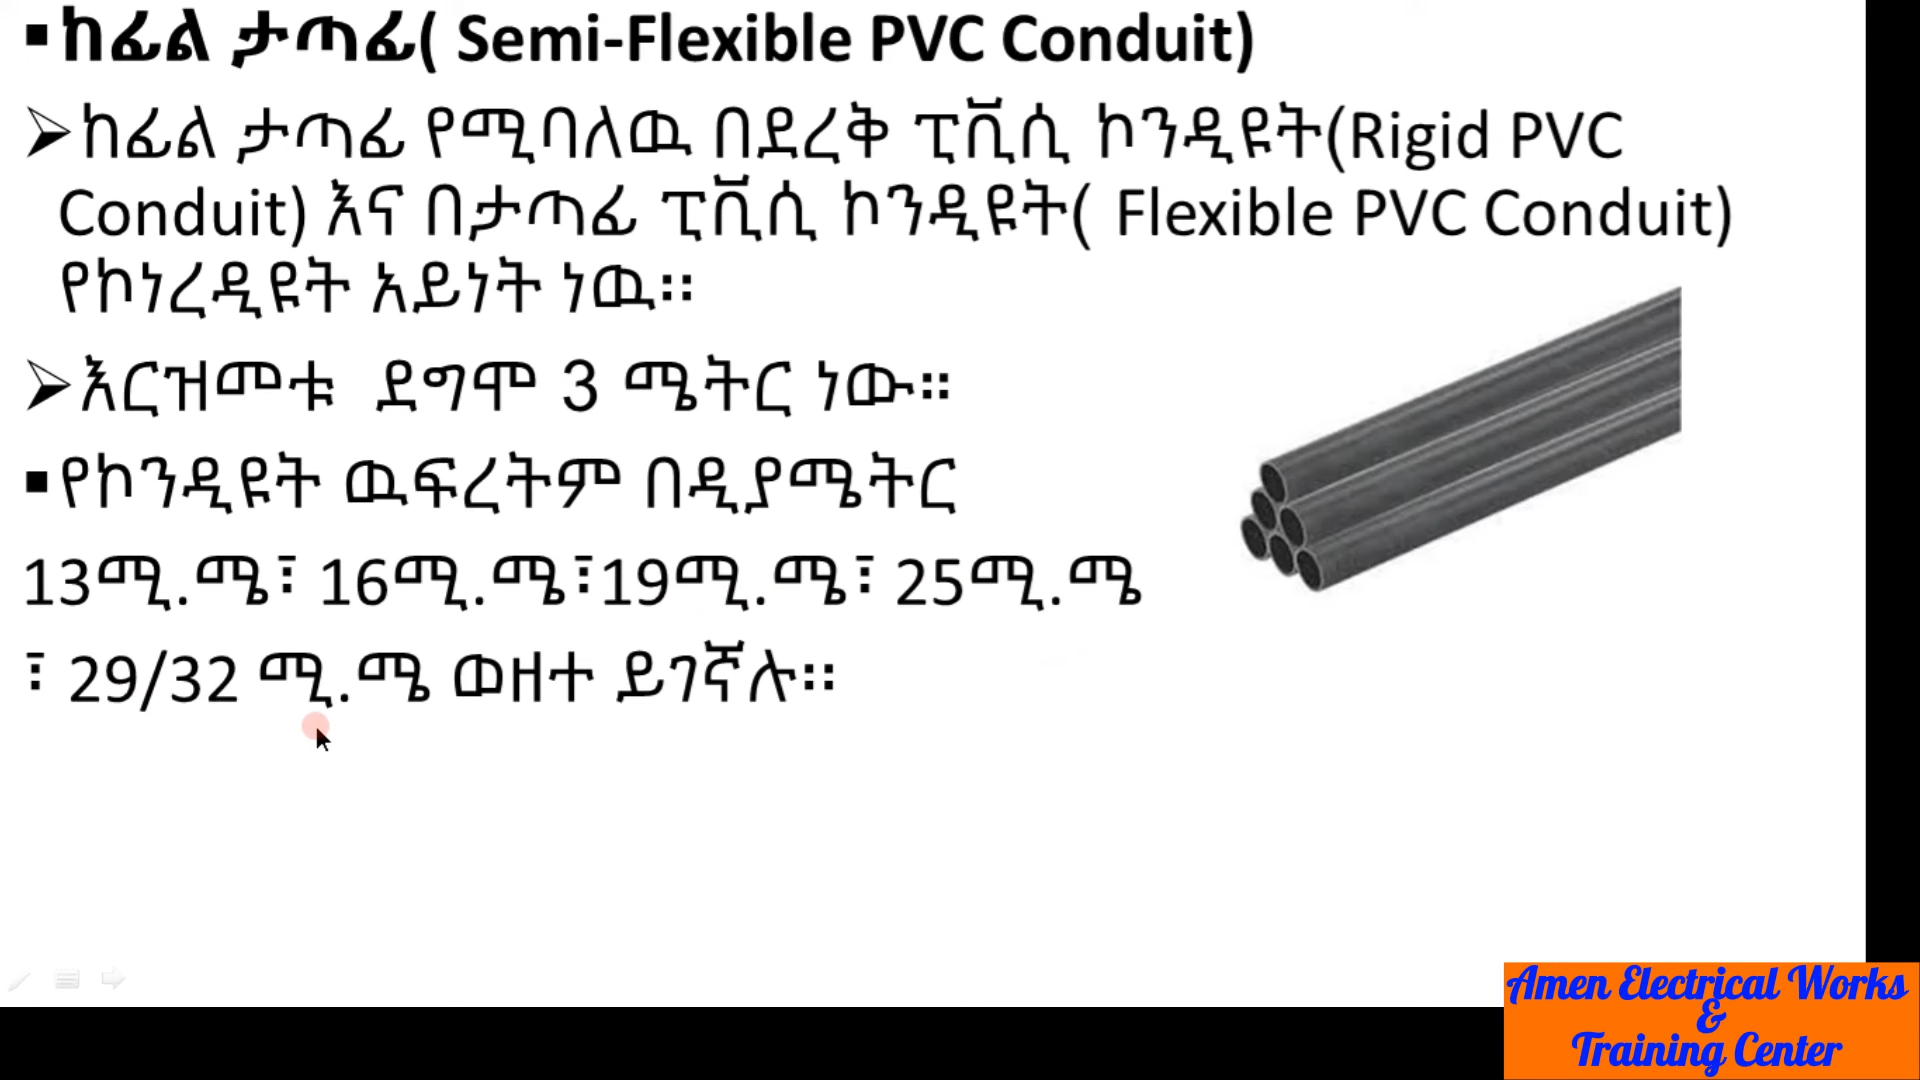 ▪ከፊል ታጣፊ( Semi-Flexible PVC Conduit)
➢ከፊል ታጣፊ የሚባለዉ በደረቅ ፒቪሲ ኮንዲዩት(Rigid PVC
Conduit) እና በታጣፊ ፒቪሲ ኮንዲዩት( Flexible PVC Conduit)
የኮነረዲዩት አይነት ነዉ፡፡
➢እርዝመቱ ደግሞ 3 ሜትር ነው።
▪የኮንዲዩት ዉፍረትም በዲያሜትር
13ሚ.ሜ፣ 16ሚ.ሜ፣19ሚ.ሜ፣ 25ሚ.ሜ
፣ 29/32 ሚ.ሜ ወዘተ ይገኛሉ፡፡
Amen Electrical Works
&
Training Center